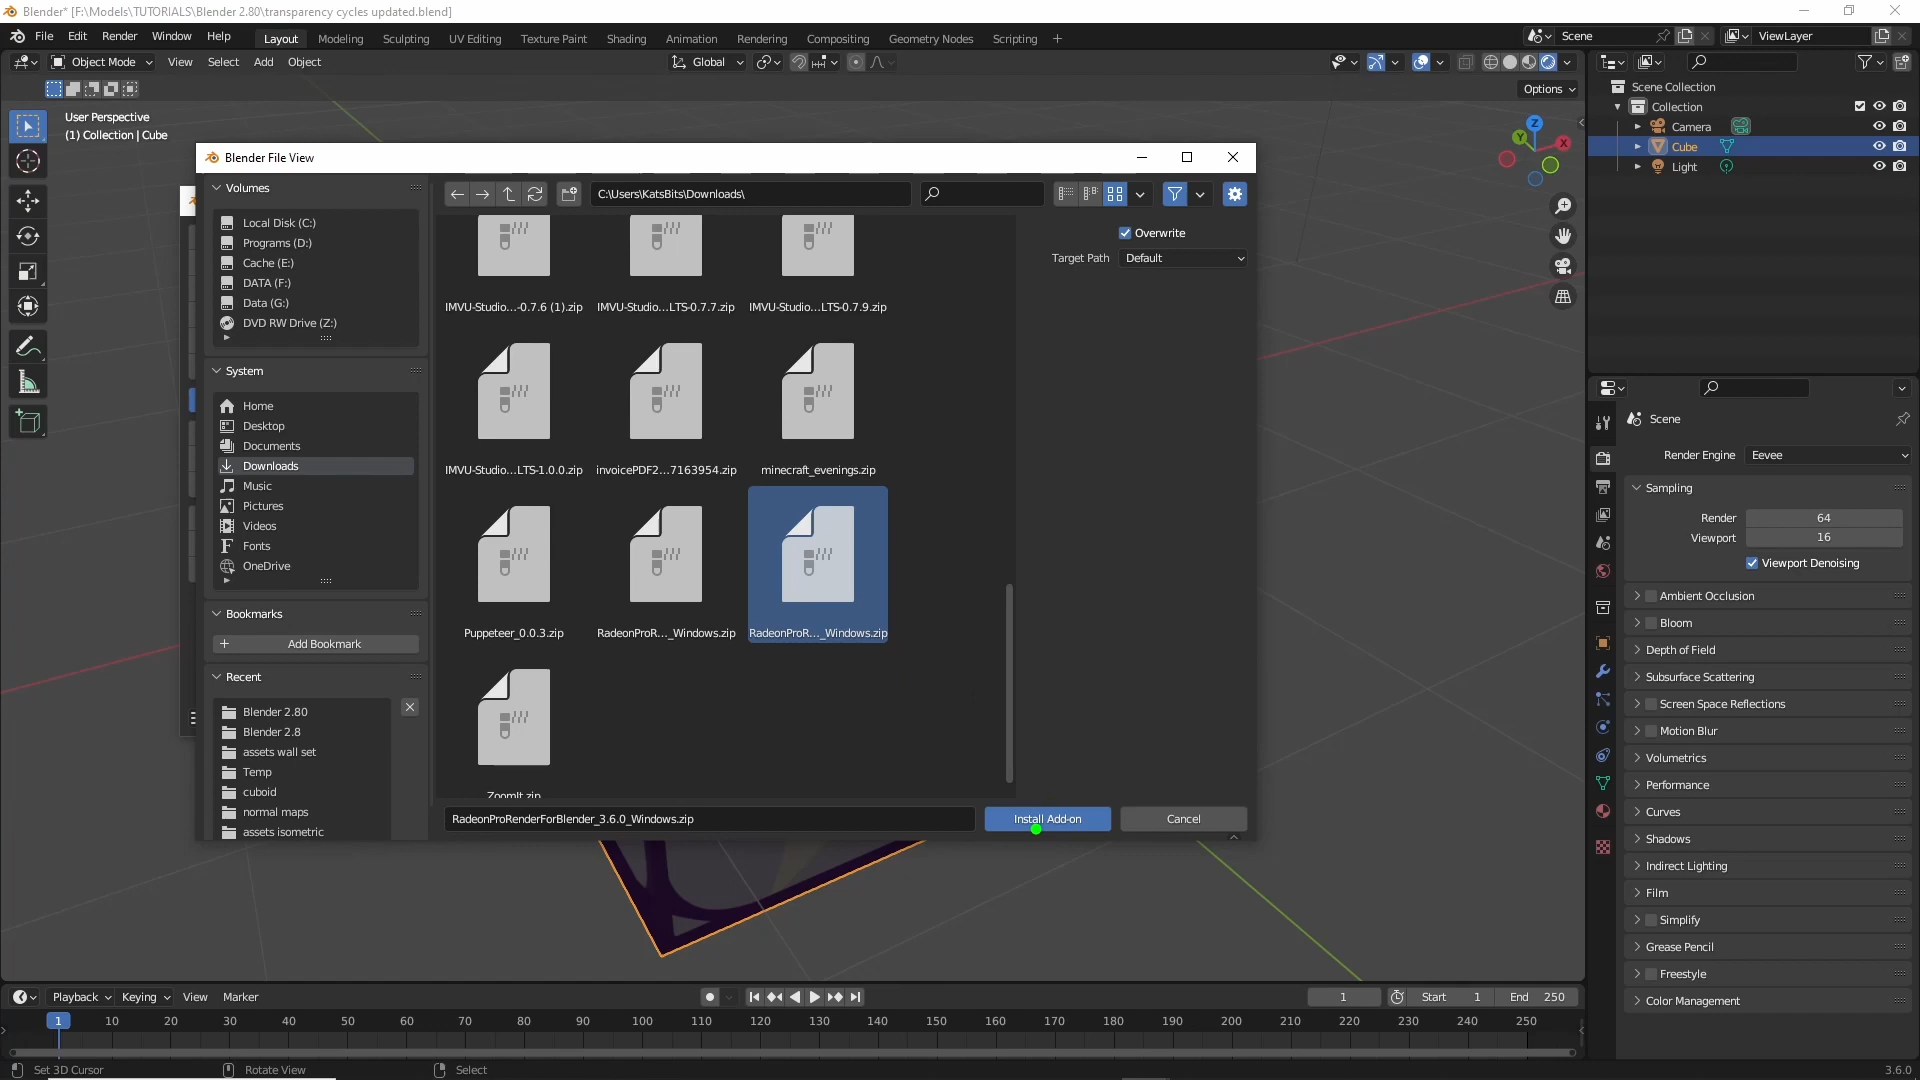 Blender* [F:\Models\TUTORIALS\Blender 2.80\transparency cycles updated.blend]
File Edit Render Window Help Layout Modeling Sculpting UV Editing Texture Paint Shading Animation Rendering Compositing Geometry Nodes Scripting + Scene ViewLayer
Object Mode View Select Add Object Global
Options
User Perspective
(1) Collection | Cube
Scene Collection
Collection
Camera
Cube
Light
Z
Y
X
Blender File View
Volumes
Local Disk (C:)
Programs (D:)
Cache (E:)
DATA (F:)
Data (G:)
DVD RW Drive (Z:)
System
Home
Desktop
Documents
Downloads
Music
Pictures
Videos
Fonts
OneDrive
Bookmarks
Add Bookmark
Recent
Blender 2.80
Blender 2.8
assets wall set
Temp
cuboid
normal maps
assets isometric
C:\Users\KatsBits\Downloads\
IMVU-Studio...-0.7.6 (1).zip IMVU-Studio...LTS-0.7.7.zip IMVU-Studio...LTS-0.7.9.zip
IMVU-Studio...LTS-1.0.0.zip invoicePDF2...7163954.zip minecraft_evenings.zip
Puppeteer_0.0.3.zip RadeonProR..._Windows.zip RadeonProR..._Windows.zip
ZoomIt.zip
Overwrite
Target Path Default
RadeonProRenderForBlender_3.6.0_Windows.zip Install Add-on Cancel
Scene
Render Engine Eevee
Sampling
Render 64
Viewport 16
Viewport Denoising
Ambient Occlusion
Bloom
Depth of Field
Subsurface Scattering
Screen Space Reflections
Motion Blur
Volumetrics
Performance
Curves
Shadows
Indirect Lighting
Film
Simplify
Grease Pencil
Freestyle
Color Management
Playback Keying View Marker 1 Start 1 End 250
1 10 20 30 40 50 60 70 80 90 100 110 120 130 140 150 160 170 180 190 200 210 220 230 240 250
Set 3D Cursor Rotate View Select 3.6.0